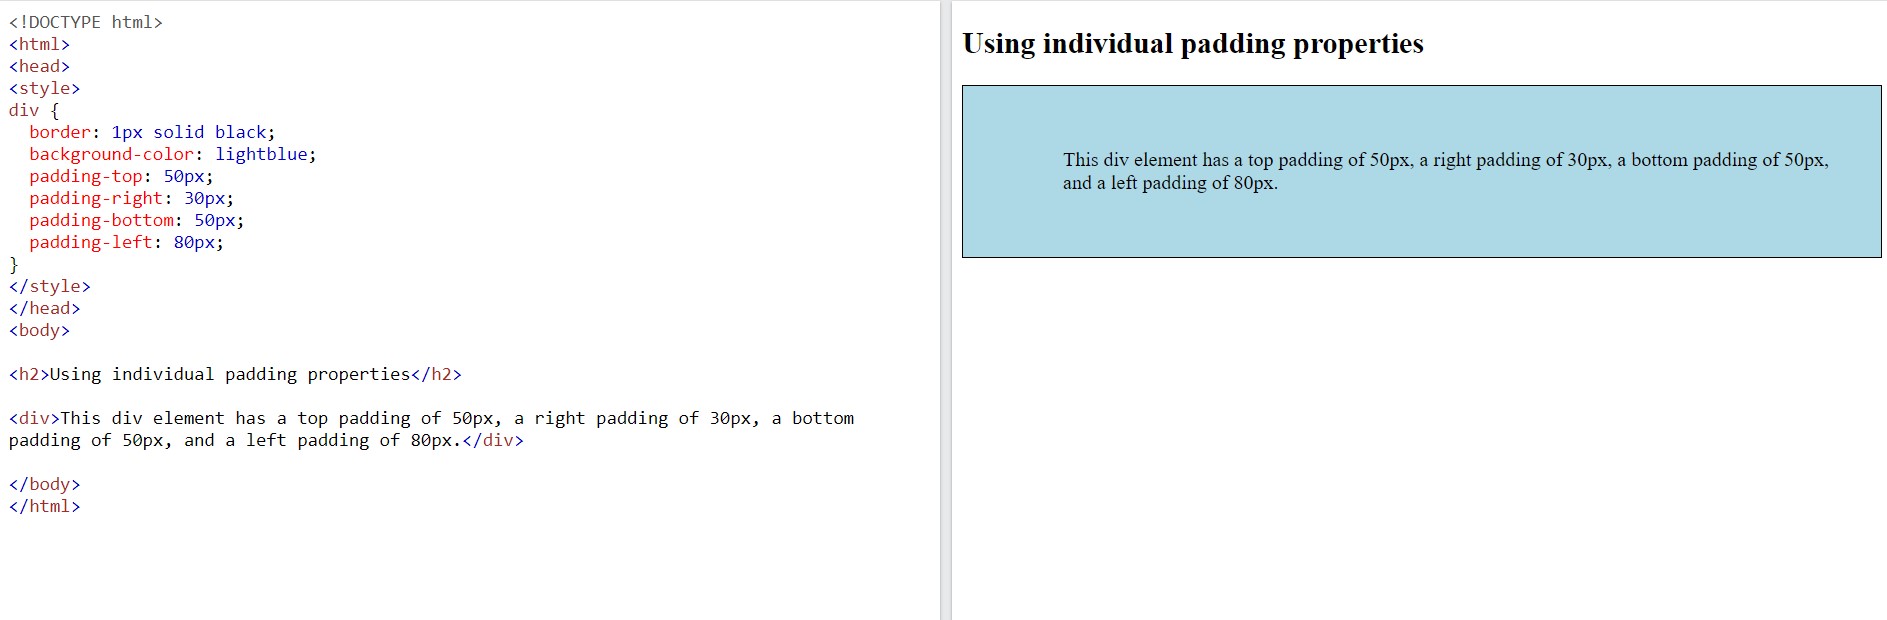 <!DOCTYPE html>
<html>
<head>
<style>
div {
  border: 1px solid black;
  background-color: lightblue;
  padding-top: 50px;
  padding-right: 30px;
  padding-bottom: 50px;
  padding-left: 80px;
}
</style>
</head>
<body>

<h2>Using individual padding properties</h2>

<div>This div element has a top padding of 50px, a right padding of 30px, a bottom
padding of 50px, and a left padding of 80px.</div>

</body>
</html>
Using individual padding properties
This div element has a top padding of 50px, a right padding of 30px, a bottom padding of 50px,
and a left padding of 80px.